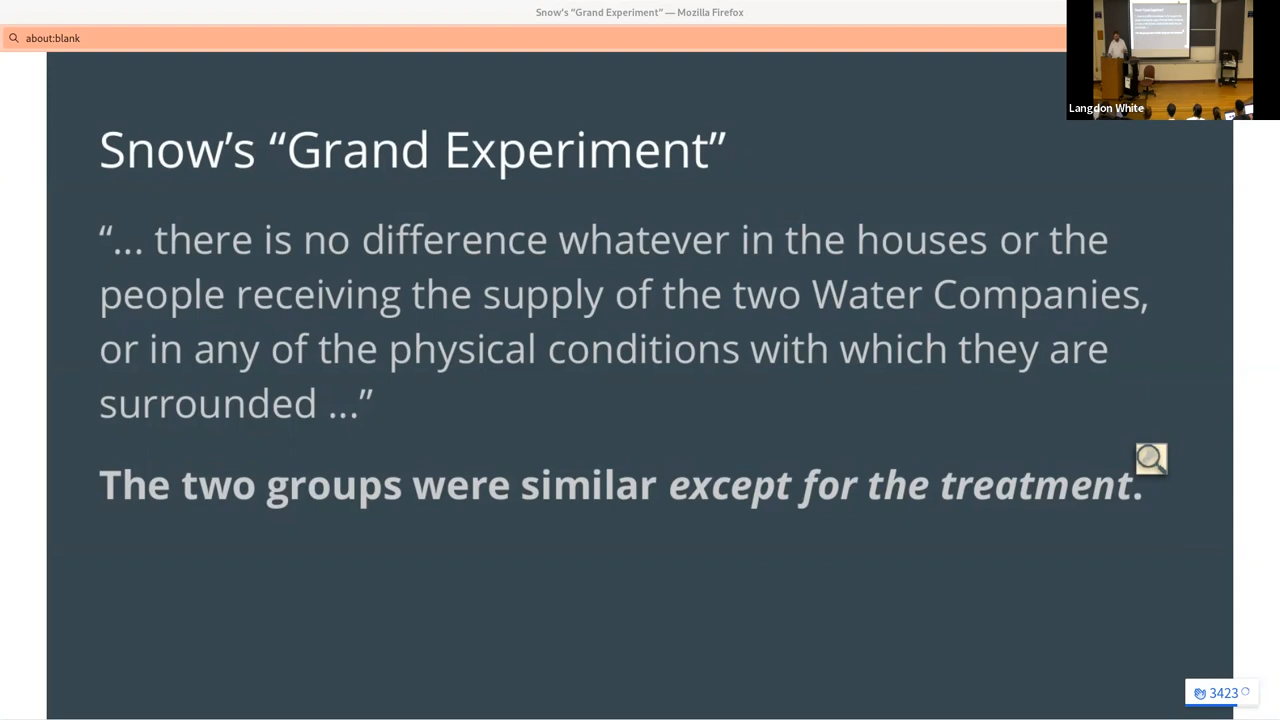 Snow's “Grand Experiment” — Mozilla Firefox
about:blank
Langdon White
Snow’s “Grand Experiment”
“... there is no difference whatever in the houses or the
people receiving the supply of the two Water Companies,
or in any of the physical conditions with which they are
surrounded ...”
The two groups were similar except for the treatment.
3423